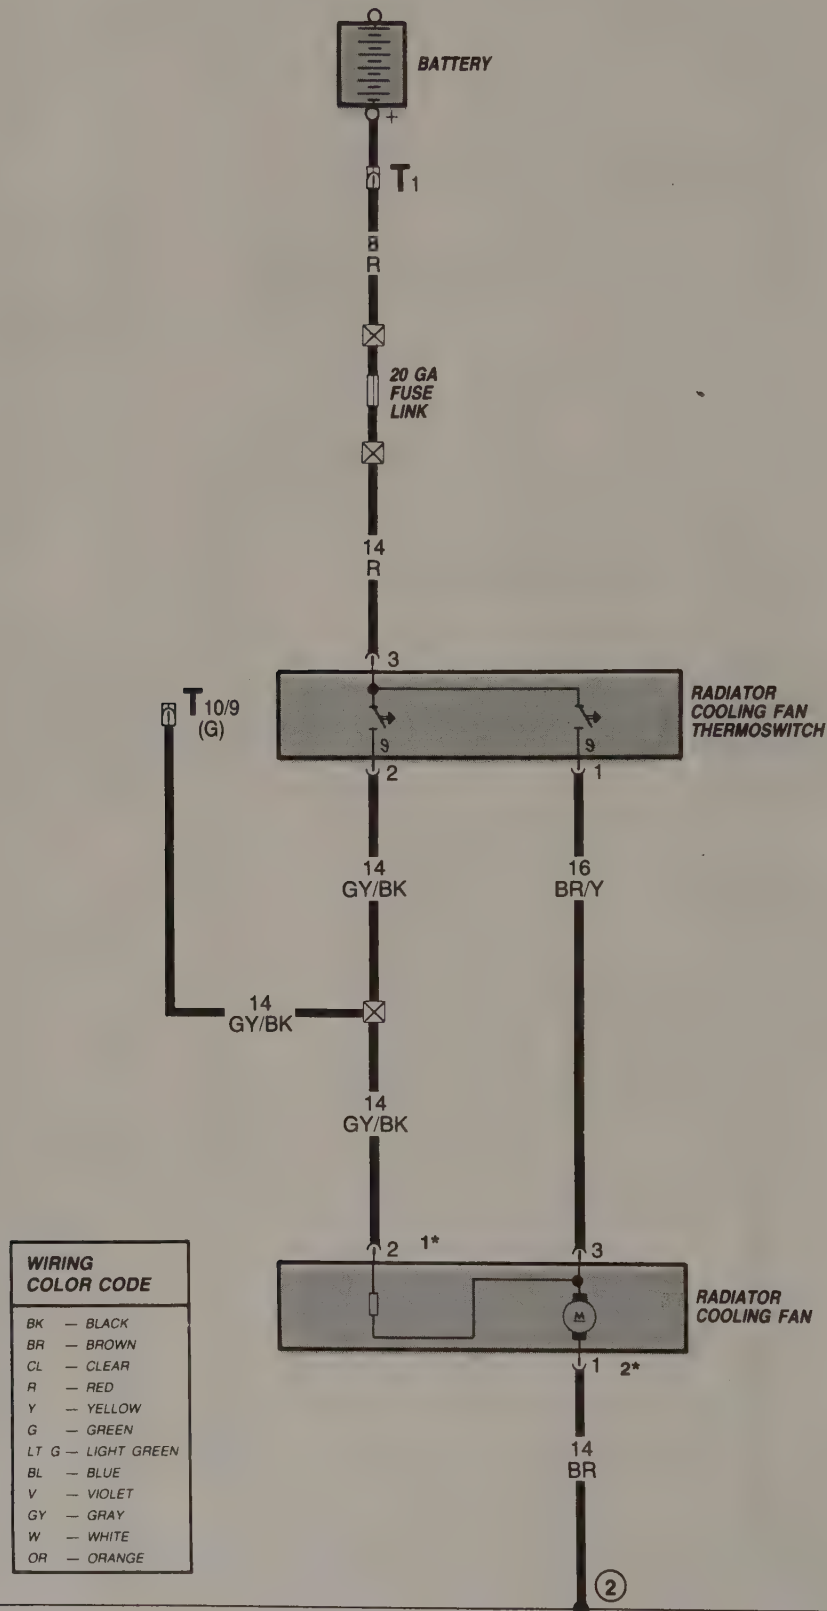 BATTERY
+
T1
8
R
20 GA
FUSE
LINK
14
R
3
T 10/9
(G)
RADIATOR
COOLING FAN
THERMOSWITCH
9
9
2
1
14
GY/BK
16
BR/Y
14
GY/BK
14
GY/BK
2
1*
3
RADIATOR
COOLING FAN
M
1
2*
14
BR
2
WIRING
COLOR CODE
BK — BLACK
BR — BROWN
CL — CLEAR
R — RED
Y — YELLOW
G — GREEN
LT G — LIGHT GREEN
BL — BLUE
V — VIOLET
GY — GRAY
W — WHITE
OR — ORANGE